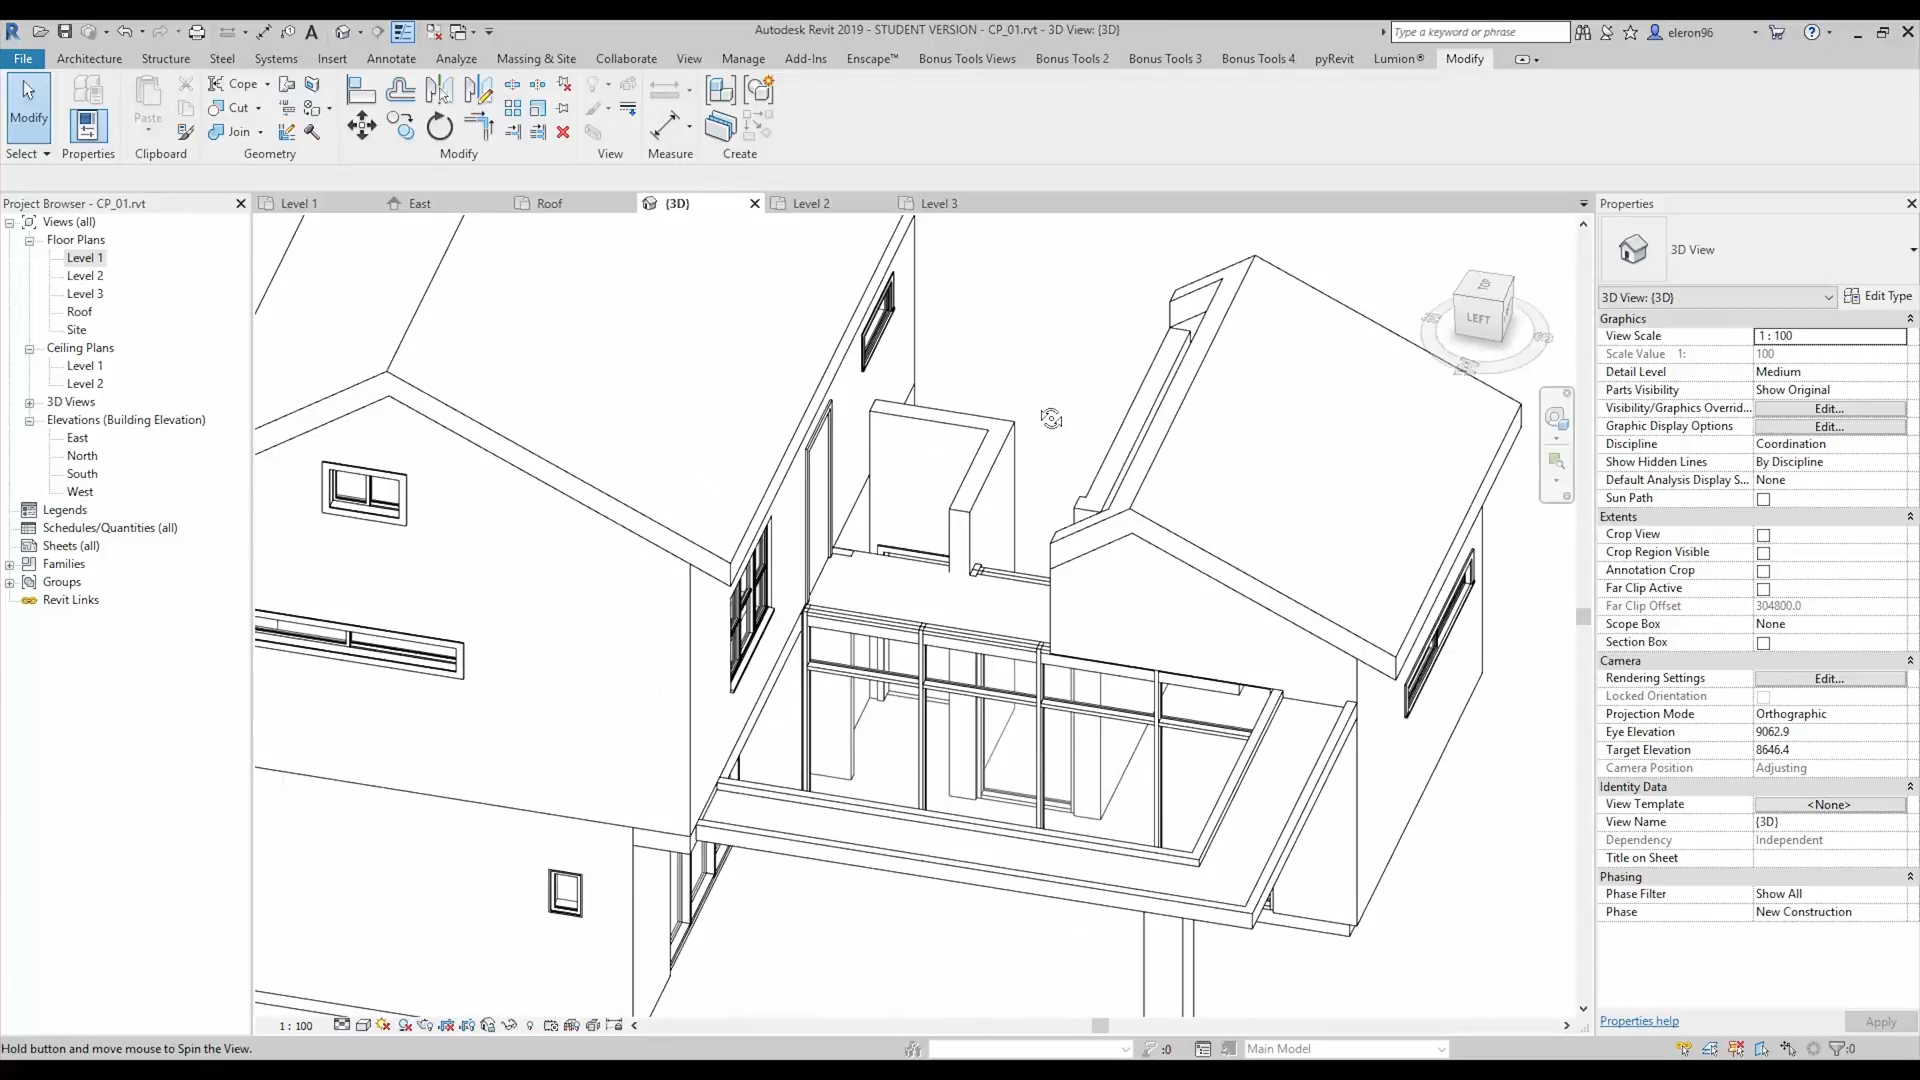 Autodesk Revit 2019 - STUDENT VERSION - CP_01.rvt - 3D View: {3D}
Type a keyword or phrase
eleron96
File Architecture Structure Steel Systems Insert Annotate Analyze Massing & Site Collaborate View Manage Add-Ins Enscape™ Bonus Tools Views Bonus Tools 2 Bonus Tools 3 Bonus Tools 4 pyRevit Lumion® Modify
Modify
Paste
Cope
Cut
Join
Select Properties Clipboard Geometry Modify View Measure Create
Project Browser - CP_01.rvt
Views (all)
Floor Plans
Level 1
Level 2
Level 3
Roof
Site
Ceiling Plans
Level 1
Level 2
3D Views
Elevations (Building Elevation)
East
North
South
West
Legends
Schedules/Quantities (all)
Sheets (all)
Families
Groups
Revit Links
Level 1 East Roof {3D} Level 2 Level 3
TOP
LEFT
Properties
3D View
3D View: {3D} Edit Type
Graphics
View Scale 1 : 100
Scale Value 1: 100
Detail Level Medium
Parts Visibility Show Original
Visibility/Graphics Overrid... Edit...
Graphic Display Options Edit...
Discipline Coordination
Show Hidden Lines By Discipline
Default Analysis Display S... None
Sun Path
Extents
Crop View
Crop Region Visible
Annotation Crop
Far Clip Active
Far Clip Offset 304800.0
Scope Box None
Section Box
Camera
Rendering Settings Edit...
Locked Orientation
Projection Mode Orthographic
Eye Elevation 9062.9
Target Elevation 8646.4
Camera Position Adjusting
Identity Data
View Template <None>
View Name {3D}
Dependency Independent
Title on Sheet
Phasing
Phase Filter Show All
Phase New Construction
Properties help Apply
1 : 100
Hold button and move mouse to Spin the View.
:0
Main Model
:0